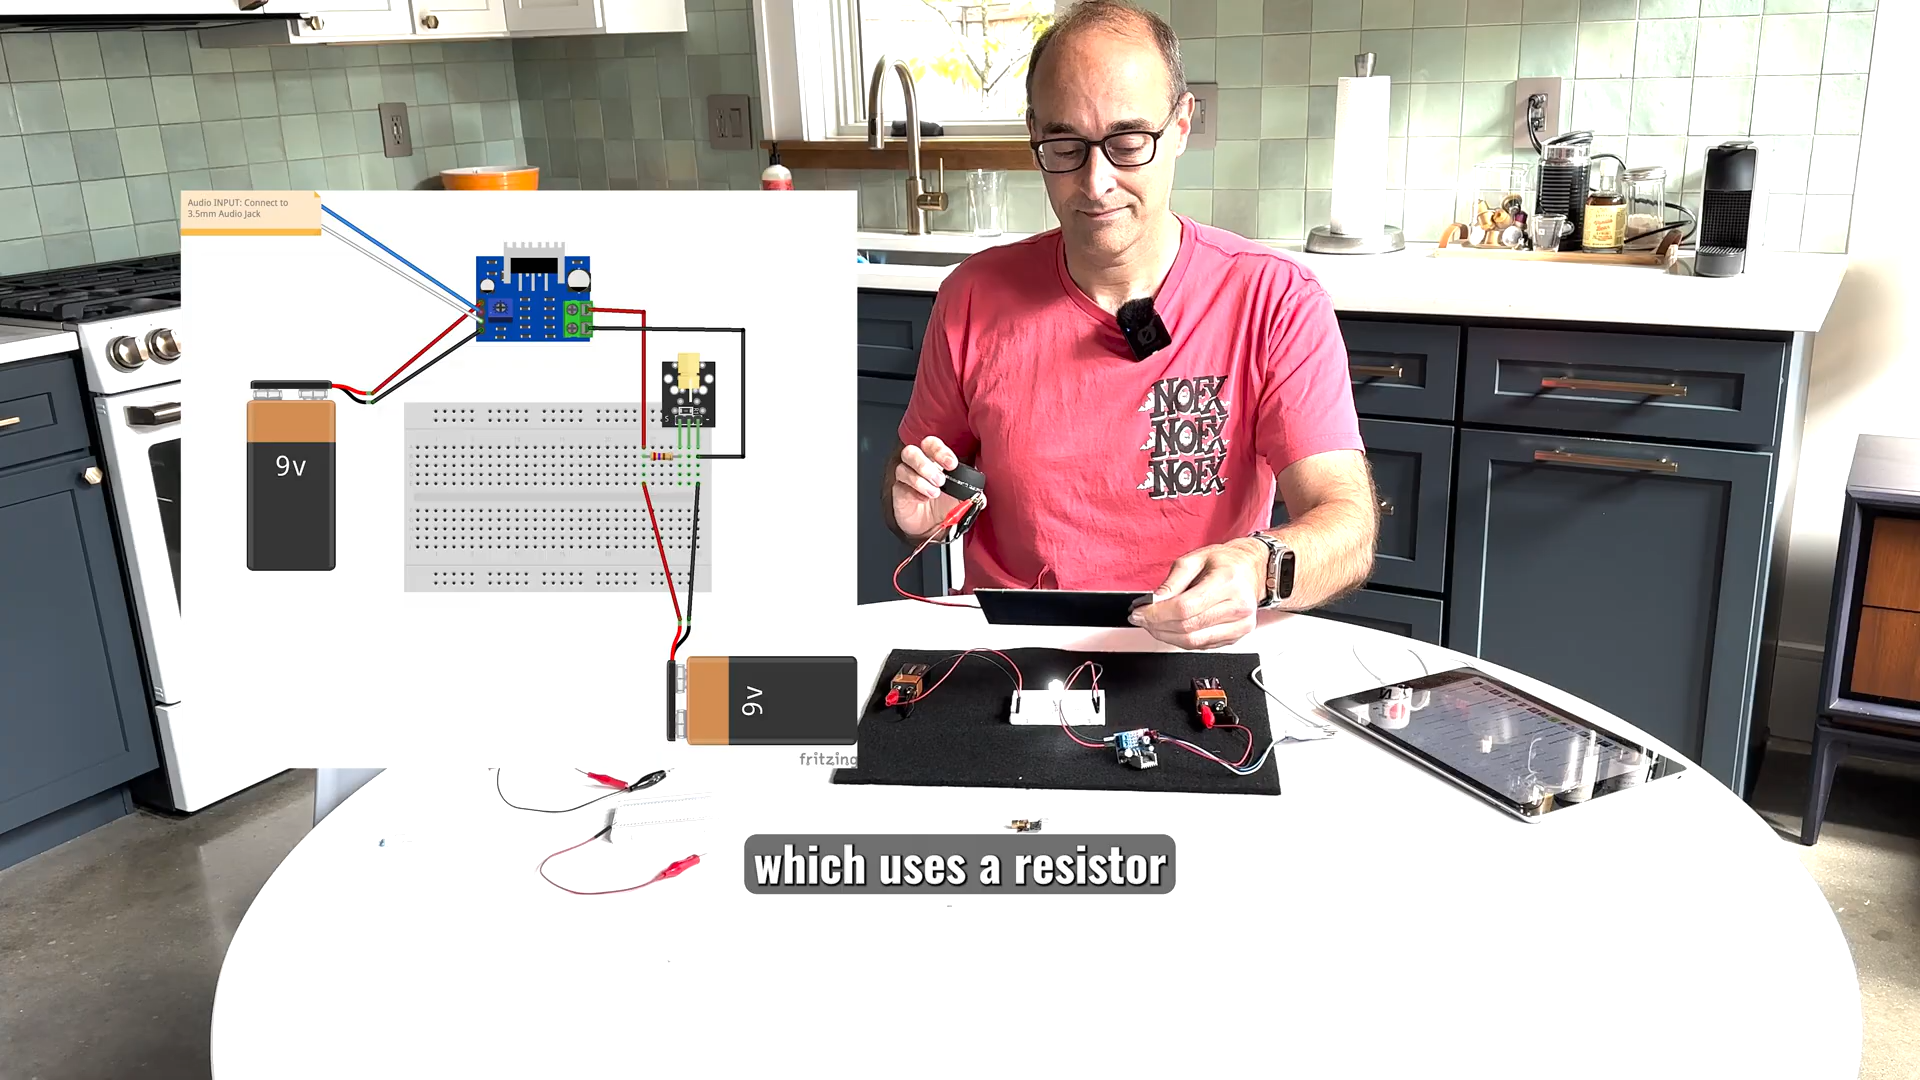 Audio INPUT: Connect to
3.5mm Audio Jack
9v
9v
fritzing
NOFX
NOFX
NOFX
which uses a resistor